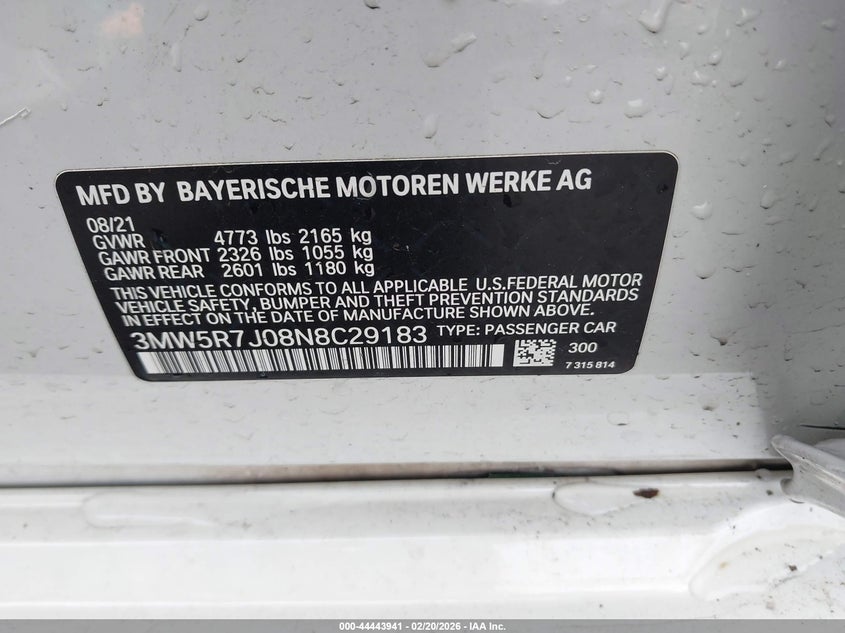 MFD BY BAYERISCHE MOTOREN WERKE AG
08/21
GVWR 4773 lbs 2165 kg
GAWR FRONT 2326 lbs 1055 kg
GAWR REAR 2601 lbs 1180 kg
THIS VEHICLE CONFORMS TO ALL APPLICABLE U.S.FEDERAL MOTOR
VEHICLE SAFETY, BUMPER AND THEFT PREVENTION STANDARDS
IN EFFECT ON THE DATE OF MANUFACTURE SHOWN ABOVE.
3MW5R7J08N8C29183 TYPE: PASSENGER CAR
300
7 315 814
000-44443941 | 02/20/2026 | IAA Inc.